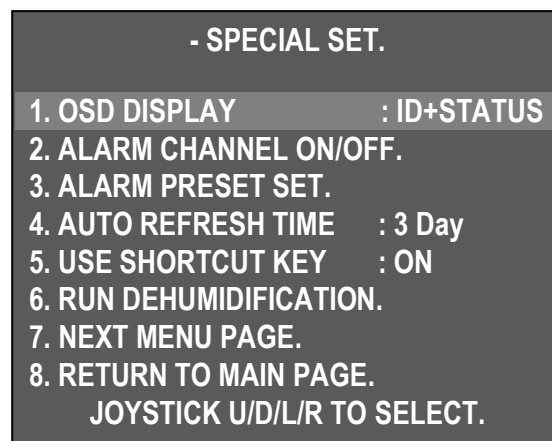 - SPECIAL SET.
1. OSD DISPLAY : ID+STATUS
2. ALARM CHANNEL ON/OFF.
3. ALARM PRESET SET.
4. AUTO REFRESH TIME : 3 Day
5. USE SHORTCUT KEY : ON
6. RUN DEHUMIDIFICATION.
7. NEXT MENU PAGE.
8. RETURN TO MAIN PAGE.
JOYSTICK U/D/L/R TO SELECT.